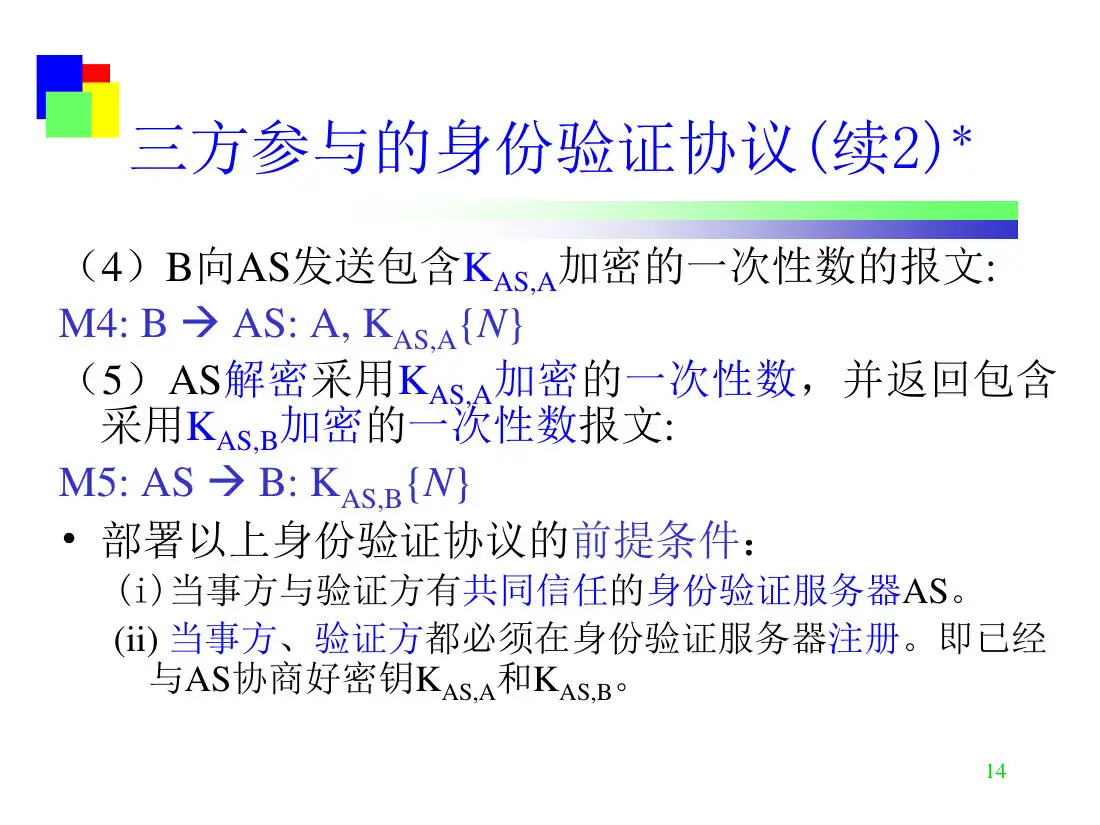 三方参与的身份验证协议(续2)*
（4）B向AS发送包含K_AS,A加密的一次性数的报文:
M4: B → AS: A, K_AS,A{N}
（5）AS解密采用K_AS,A加密的一次性数，并返回包含
采用K_AS,B加密的一次性数报文:
M5: AS → B: K_AS,B{N}
• 部署以上身份验证协议的前提条件：
(i)当事方与验证方有共同信任的身份验证服务器AS。
(ii) 当事方、验证方都必须在身份验证服务器注册。即已经
与AS协商好密钥K_AS,A和K_AS,B。
14